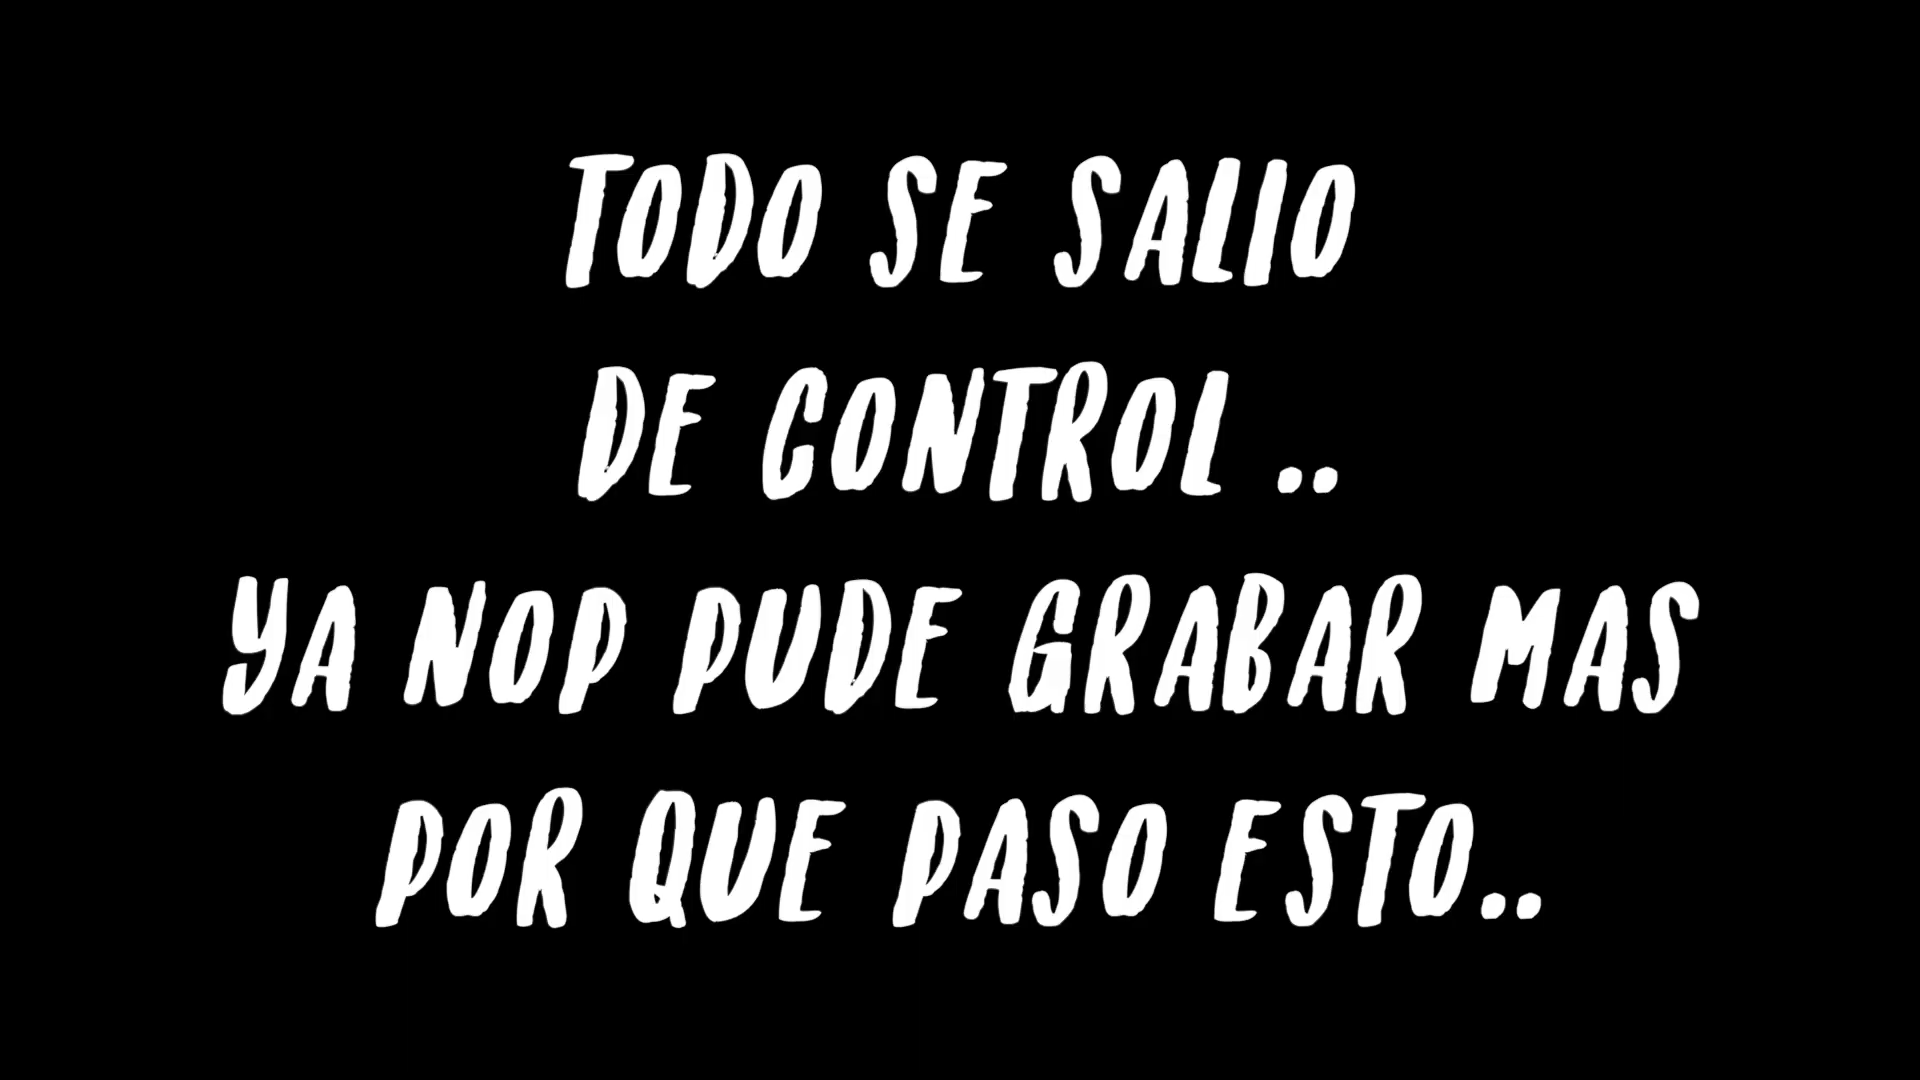 TODO SE SALIO
DE CONTROL ..
YA NOP PUDE GRABAR MAS
POR QUE PASO ESTO..